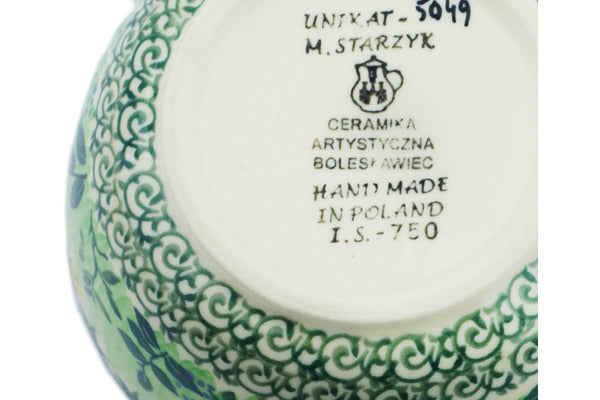 UNIKAT - 5049
M. STARZYK
CERAMIKA
ARTYSTYCZNA
BOLESŁAWIEC
HAND MADE
IN POLAND
I.S.-750